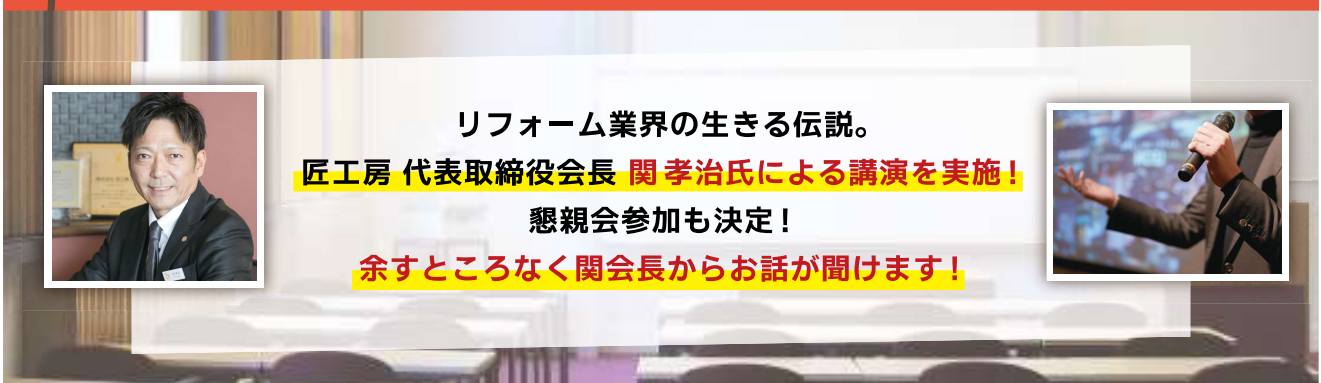 リフォーム業界の生きる伝説。
匠工房 代表取締役会長 関 孝治氏による講演を実施！
懇親会参加も決定！
余すところなく関会長からお話が聞けます！